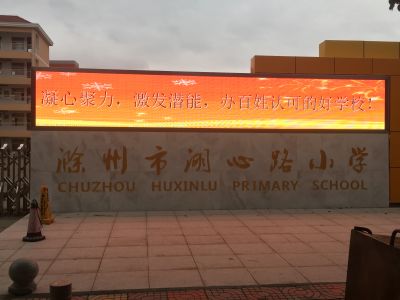 凝心聚力，激发潜能，办百姓认可的好学校！
滁州市湖心路小学
CHUZHOU HUXINLU PRIMARY SCHOOL